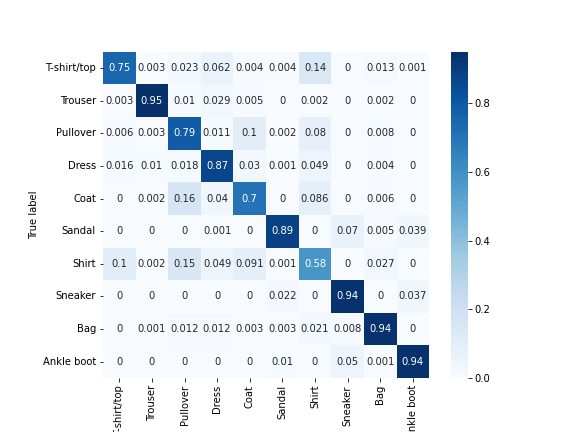 T-shirt/top 0.75 0.003 0.023 0.062 0.004 0.004 0.14 0 0.013 0.001
Trouser 0.003 0.95 0.01 0.029 0.005 0 0.002 0 0.002 0
Pullover 0.006 0.003 0.79 0.011 0.1 0.002 0.08 0 0.008 0
Dress 0.016 0.01 0.018 0.87 0.03 0.001 0.049 0 0.004 0
Coat 0 0.002 0.16 0.04 0.7 0 0.086 0 0.006 0
Sandal 0 0 0 0.001 0 0.89 0 0.07 0.005 0.039
Shirt 0.1 0.002 0.15 0.049 0.091 0.001 0.58 0 0.027 0
Sneaker 0 0 0 0 0 0.022 0 0.94 0 0.037
Bag 0 0.001 0.012 0.012 0.003 0.003 0.021 0.008 0.94 0
Ankle boot 0 0 0 0 0 0.01 0 0.05 0.001 0.94
True label
-shirt/top Trouser Pullover Dress Coat Sandal Shirt Sneaker Bag nkle boot
0.8
0.6
0.4
0.2
0.0